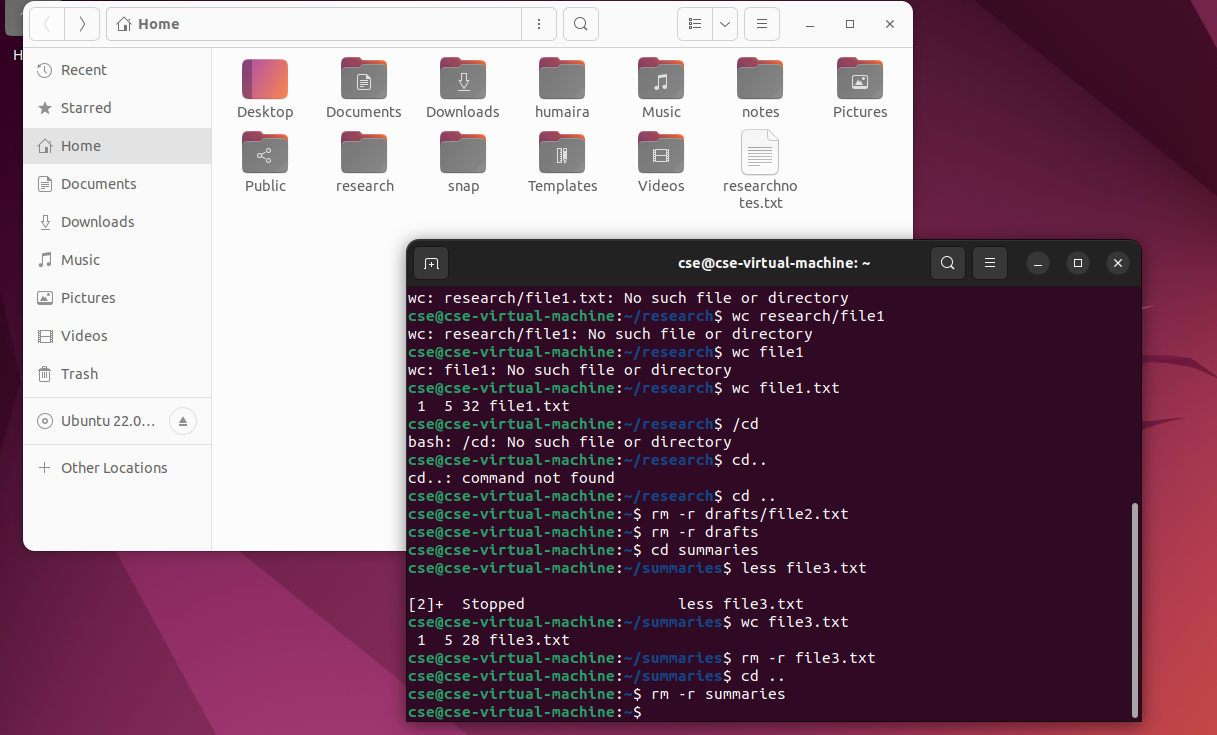 Home
H
Recent
Starred
Home
Documents
Downloads
Music
Pictures
Videos
Trash
Ubuntu 22.0…
Other Locations
Desktop
Documents
Downloads
humaira
Music
notes
Pictures
Public
research
snap
Templates
Videos
researchno
tes.txt
cse@cse-virtual-machine: ~
wc: research/file1.txt: No such file or directory
cse@cse-virtual-machine:~/research$ wc research/file1
wc: research/file1: No such file or directory
cse@cse-virtual-machine:~/research$ wc file1
wc: file1: No such file or directory
cse@cse-virtual-machine:~/research$ wc file1.txt
 1  5 32 file1.txt
cse@cse-virtual-machine:~/research$ /cd
bash: /cd: No such file or directory
cse@cse-virtual-machine:~/research$ cd..
cd..: command not found
cse@cse-virtual-machine:~/research$ cd ..
cse@cse-virtual-machine:~$ rm -r drafts/file2.txt
cse@cse-virtual-machine:~$ rm -r drafts
cse@cse-virtual-machine:~$ cd summaries
cse@cse-virtual-machine:~/summaries$ less file3.txt
[2]+  Stopped                 less file3.txt
cse@cse-virtual-machine:~/summaries$ wc file3.txt
 1  5 28 file3.txt
cse@cse-virtual-machine:~/summaries$ rm -r file3.txt
cse@cse-virtual-machine:~/summaries$ cd ..
cse@cse-virtual-machine:~$ rm -r summaries
cse@cse-virtual-machine:~$